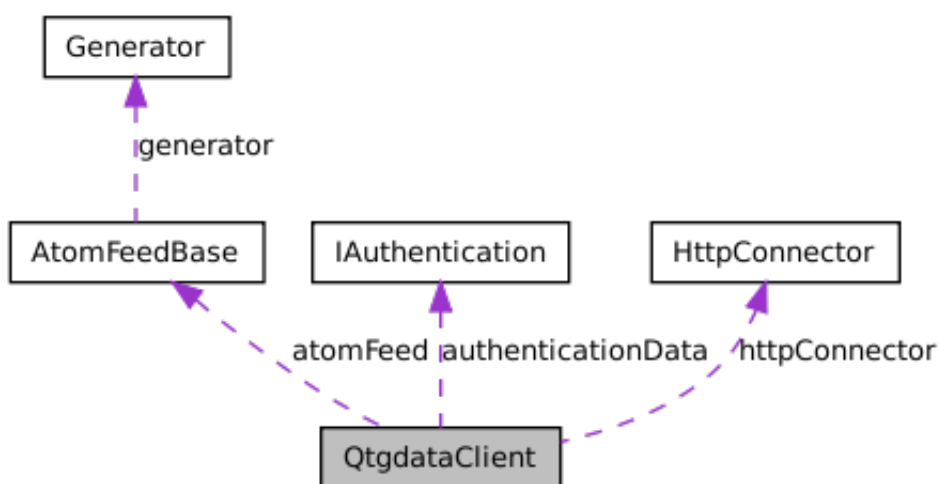 Generator
generator
AtomFeedBase
IAuthentication
HttpConnector
atomFeed
authenticationData
httpConnector
QtgdataClient